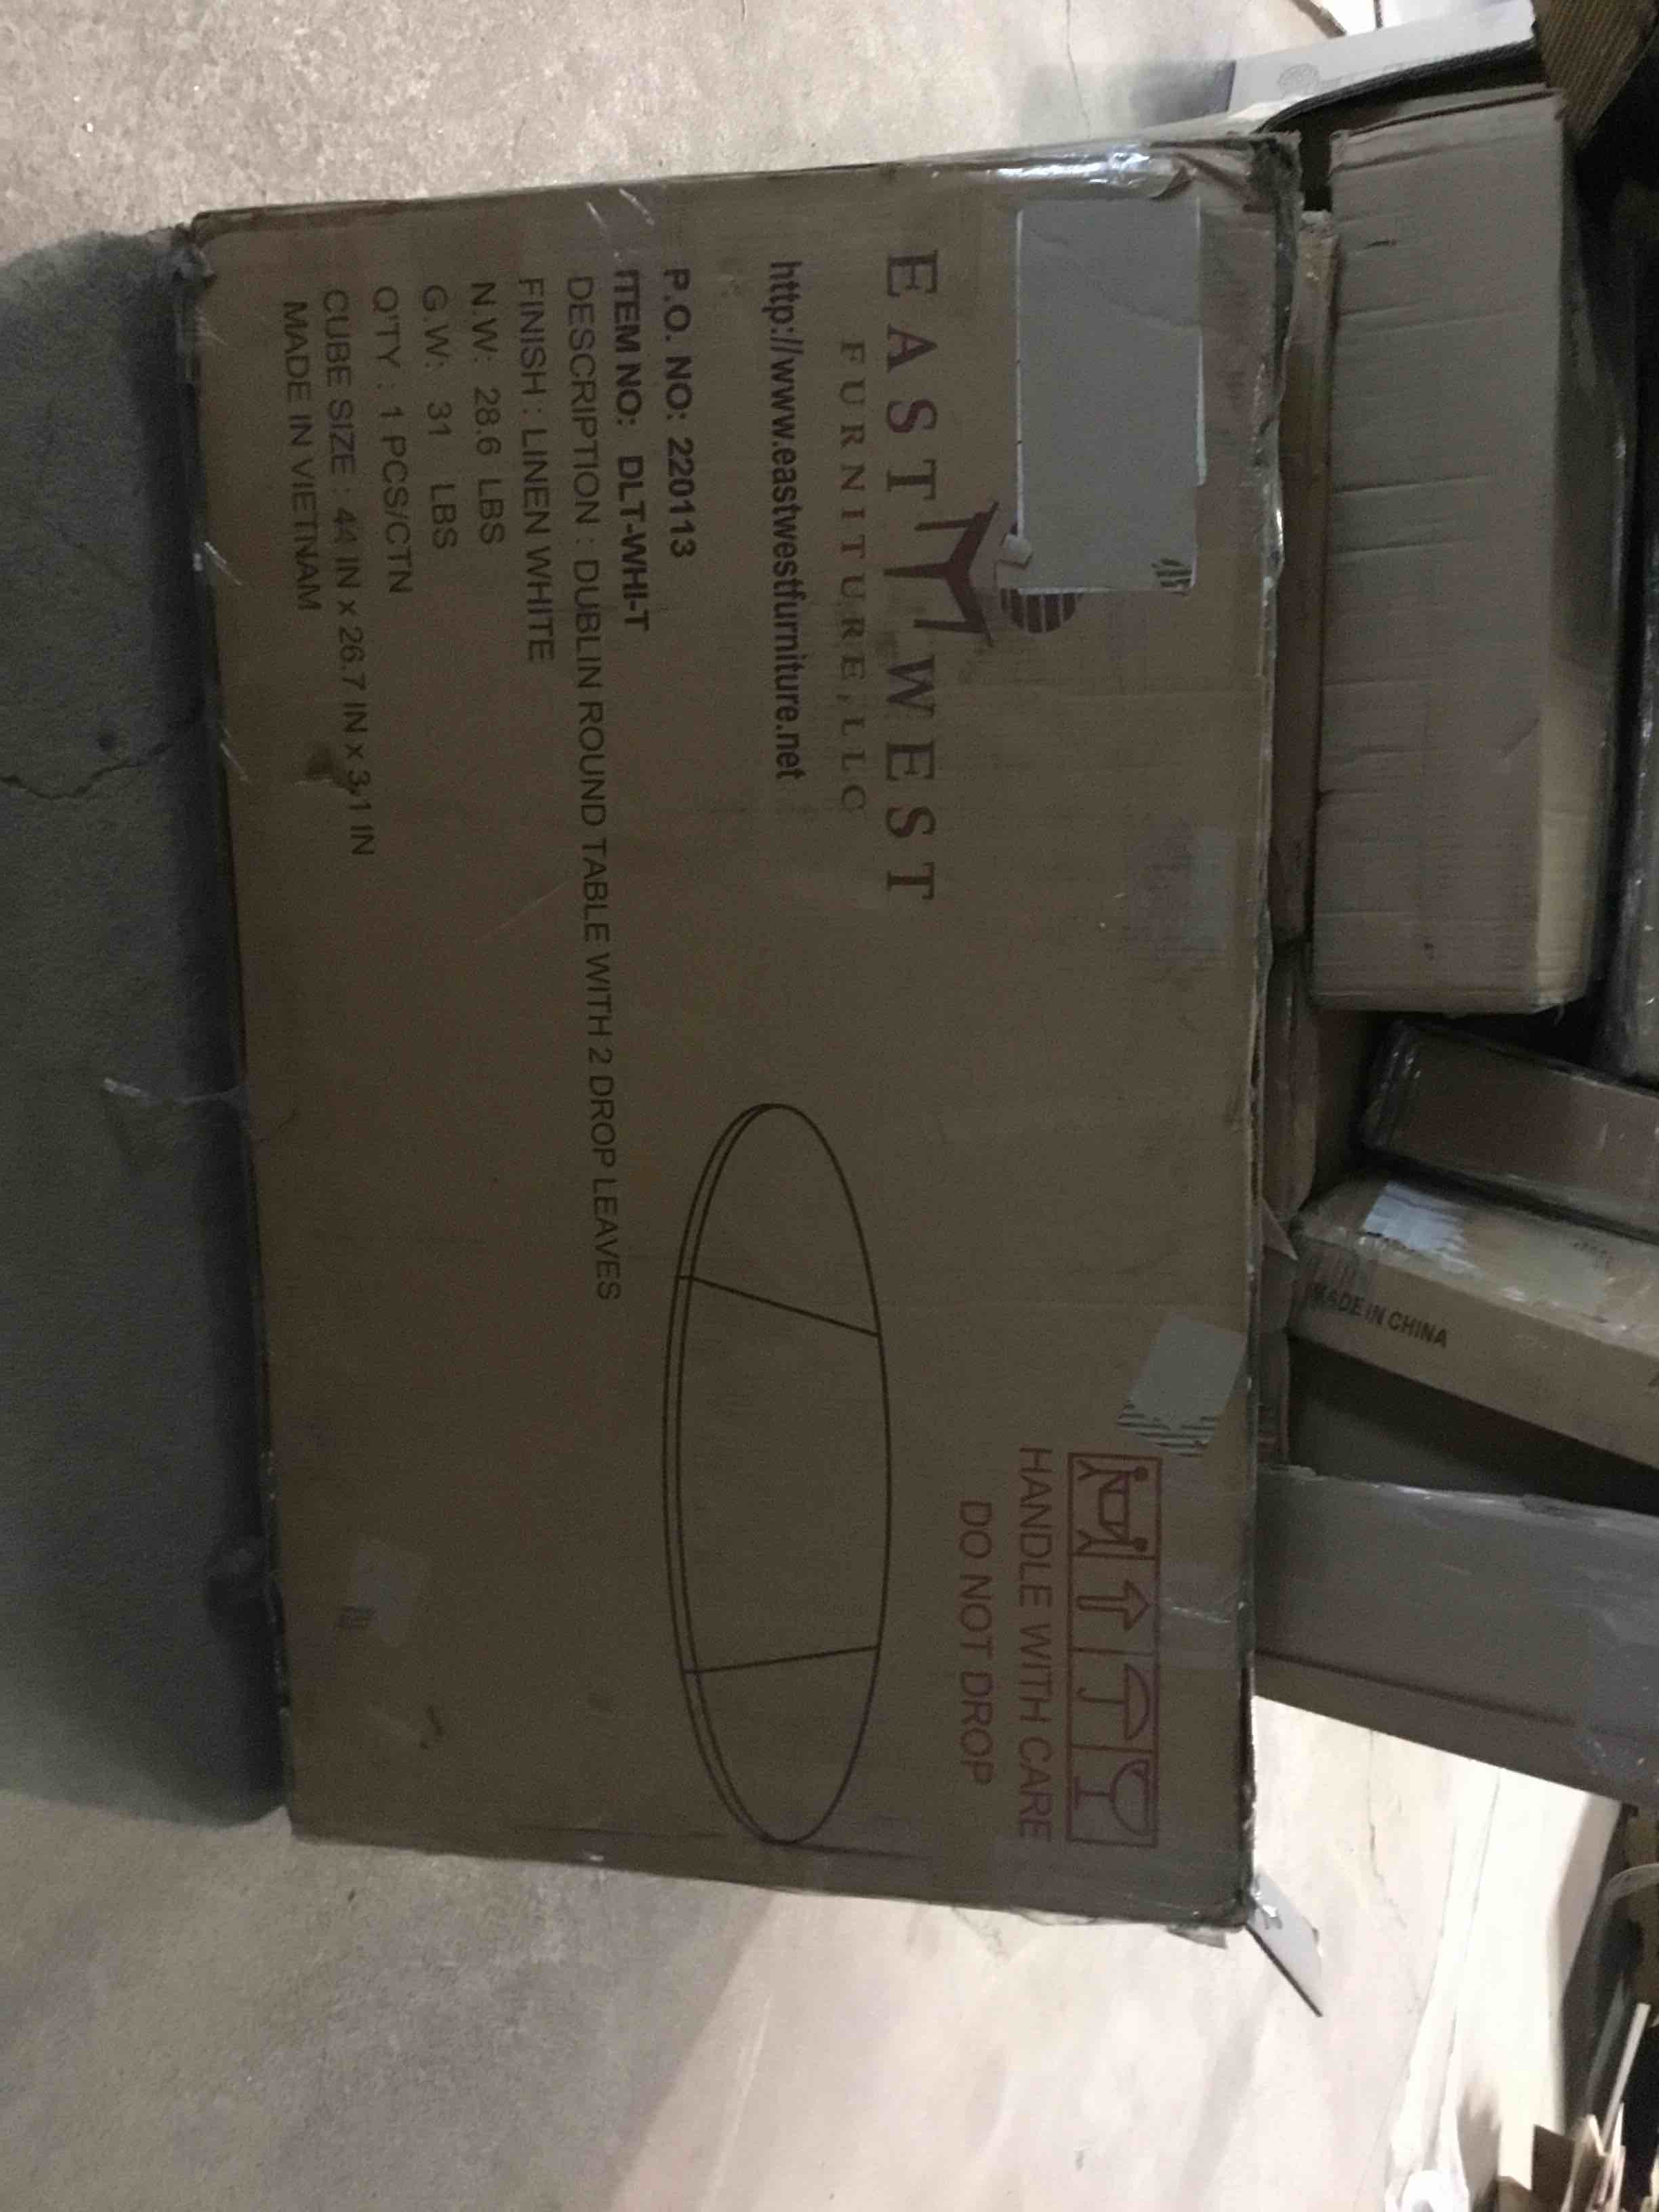 EAST WEST
FURNITURE, LLC
http://www.eastwestfurniture.net
P.O. NO: 220113
ITEM NO: DLT-WHI-T
DESCRIPTION : DUBLIN ROUND TABLE WITH 2 DROP LEAVES
FINISH : LINEN WHITE
N.W: 28.6 LBS
G.W: 31 LBS
Q'TY : 1 PCS/CTN
CUBE SIZE : 44 IN x 26.7 IN x 3.1 IN
MADE IN VIETNAM
HANDLE WITH CARE
DO NOT DROP
MADE IN CHINA